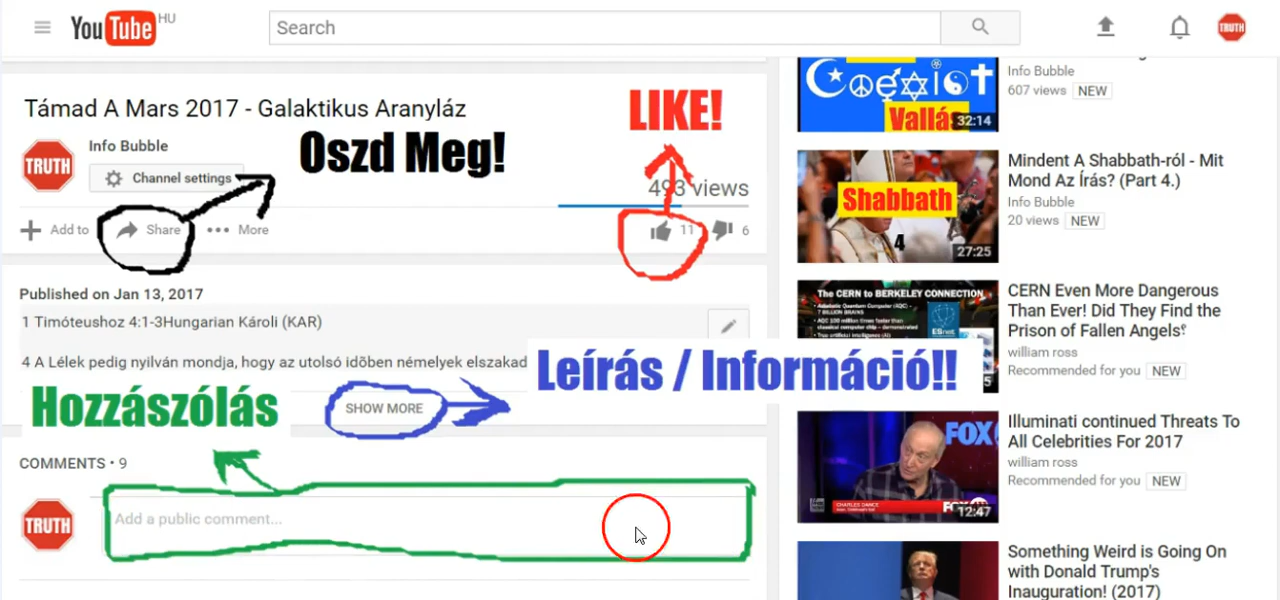 YouTube HU
Search
TRUTH
Támad A Mars 2017 - Galaktikus Aranyláz
TRUTH
Info Bubble
Channel settings
Oszd Meg!
LIKE!
493 views
Add to
Share
More
11
6
Published on Jan 13, 2017
1 Timóteushoz 4:1-3Hungarian Károli (KAR)
4 A Lélek pedig nyilván mondja, hogy az utolsó időben némelyek elszakad
Leírás / Információ!!
Hozzászólás
SHOW MORE
COMMENTS • 9
TRUTH
Add a public comment...
Coexist
Vallás
32:14
Info Bubble
607 views NEW
Shabbath
4
27:25
Mindent A Shabbath-ról - Mit
Mond Az Írás? (Part 4.)
Info Bubble
20 views NEW
The CERN to BERKELEY CONNECTION
ESnet
CERN Even More Dangerous
Than Ever! Did They Find the
Prison of Fallen Angels
william ross
Recommended for you NEW
FOX
CHARLES DANCE
12:47
Illuminati continued Threats To
All Celebrities For 2017
william ross
Recommended for you NEW
Something Weird is Going On
with Donald Trump's
Inauguration! (2017)